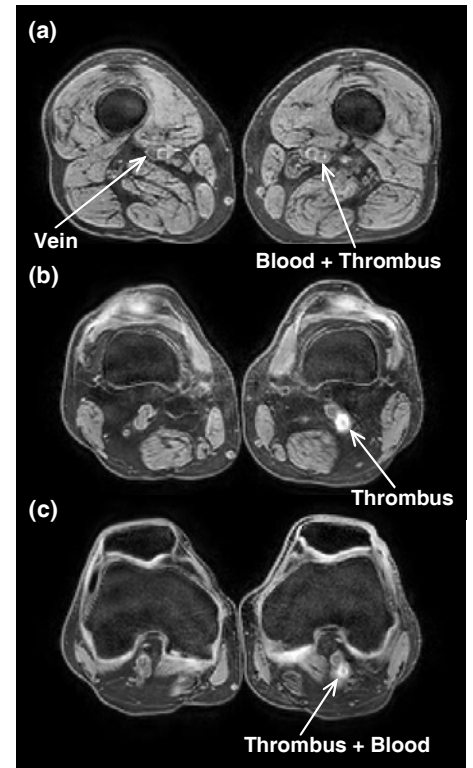 (a)
Vein
Blood + Thrombus
(b)
Thrombus
(c)
Thrombus + Blood